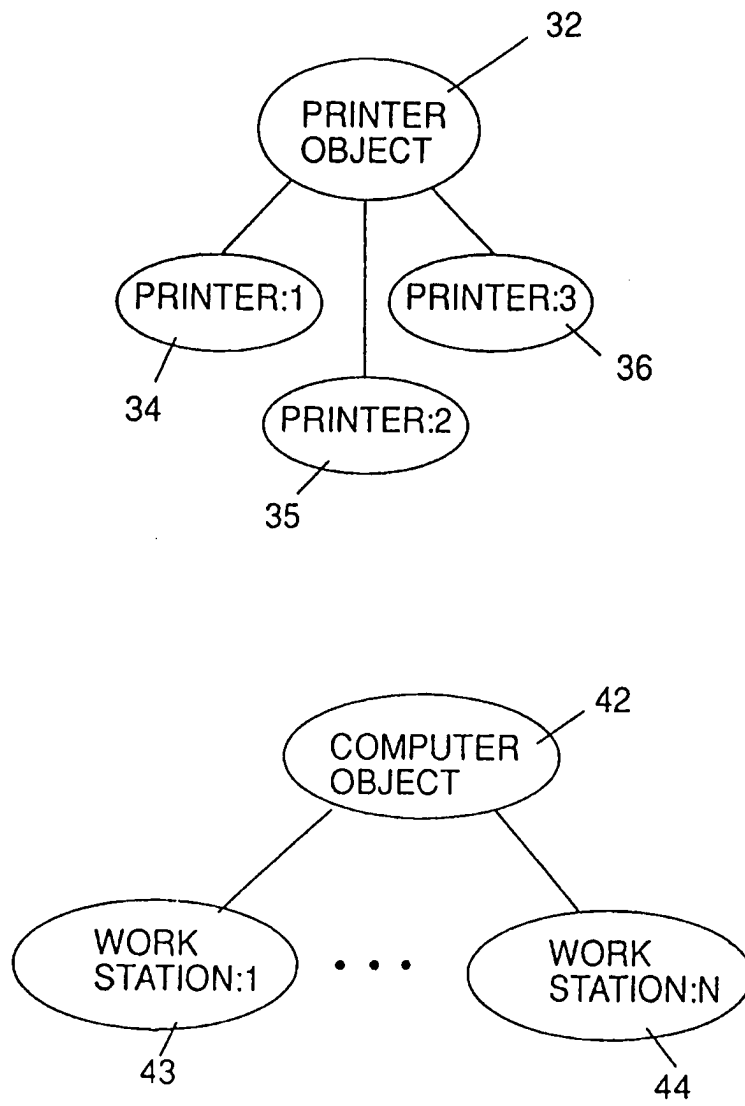 32
PRINTER
OBJECT
PRINTER:1
PRINTER:3
34
36
PRINTER:2
35
42
COMPUTER
OBJECT
WORK
STATION:1
• • •
WORK
STATION:N
43
44